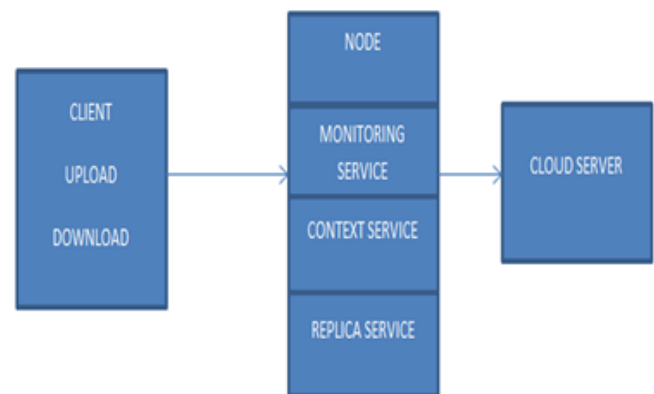 CLIENT
UPLOAD
DOWNLOAD
NODE
MONITORING
SERVICE
CONTEXT SERVICE
REPLICA SERVICE
CLOUD SERVER